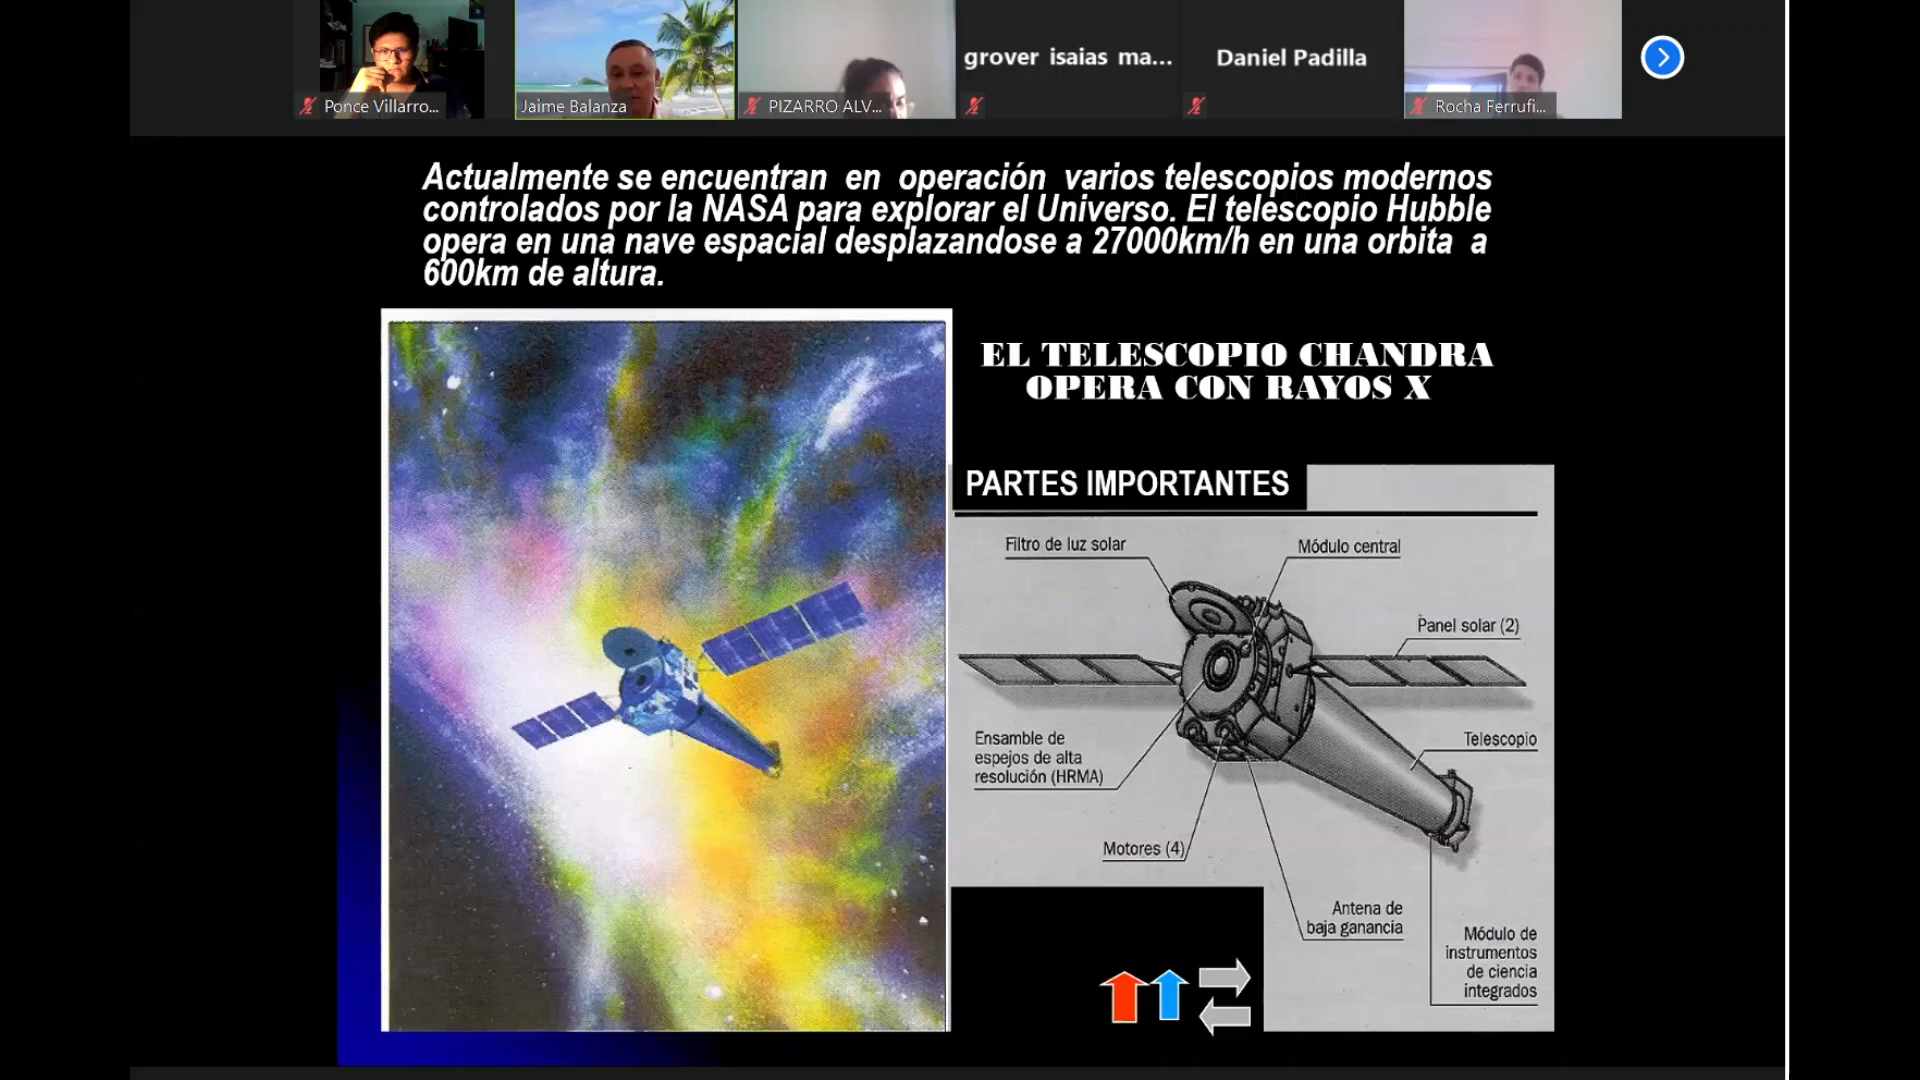 grover isaias ma...
Daniel Padilla
Ponce Villarro...
Jaime Balanza
PIZARRO ALV...
Rocha Ferrufi...
Actualmente se encuentran en operación varios telescopios modernos
controlados por la NASA para explorar el Universo. El telescopio Hubble
opera en una nave espacial desplazandose a 27000km/h en una orbita a
600km de altura.
EL TELESCOPIO CHANDRA
OPERA CON RAYOS X
PARTES IMPORTANTES
Filtro de luz solar
Módulo central
Panel solar (2)
Ensamble de
espejos de alta
resolución (HRMA)
Telescopio
Motores (4)
Antena de
baja ganancia
Módulo de
instrumentos
de ciencia
integrados